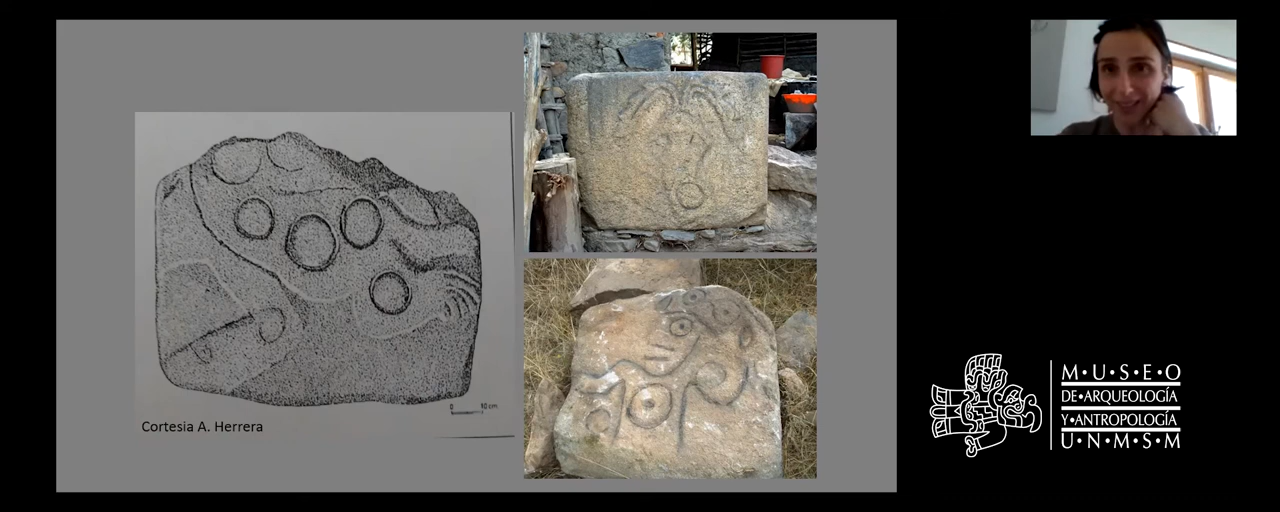 0 10 cm
Cortesia A. Herrera
M·U·S·E·O
DE·ARQUEOLOGÍA
Y·ANTROPOLOGÍA
U·N·M·S·M